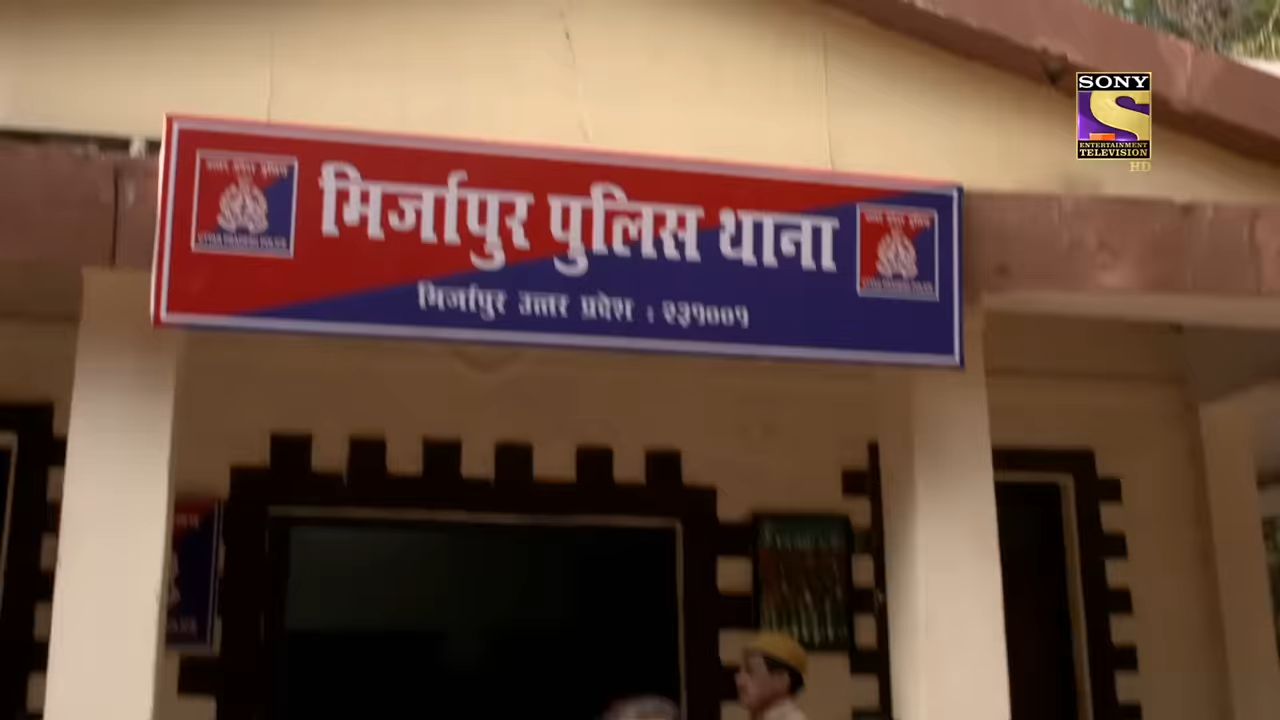 SONY
ENTERTAINMENT
TELEVISION
HD
मिर्जापुर पुलिस थाना
मिर्जापुर उत्तर प्रदेश : २३१००१